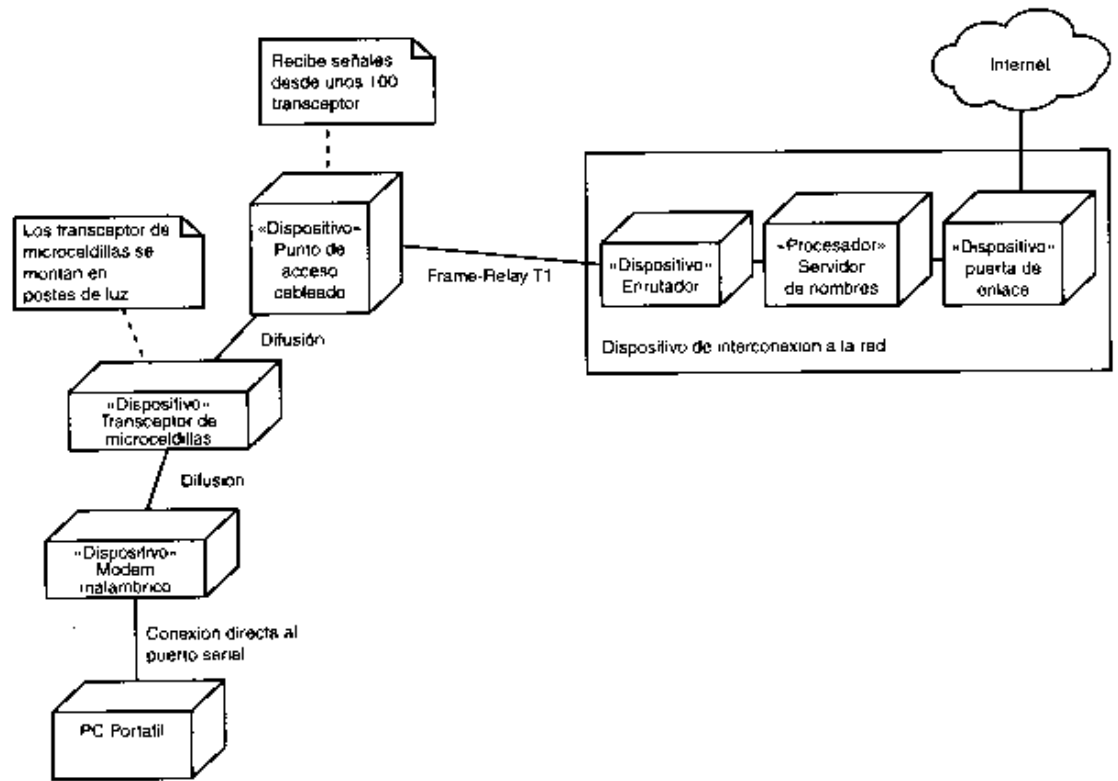 Recibe señales
desde unos 100
transceptor
Internet
Los transceptor de
microceldillas se
montan en
postes de luz
«Dispositivo»
Punto de
acceso
cableado
Frame-Relay T1
«Dispositivo»
Enrutador
«Procesador»
Servidor
de nombres
«Dispositivo»
puerta de
enlace
Dispositivo de interconexion a la red
Difusión
«Dispositivo»
Transceptor de
microceldillas
Difusion
«Dispositivo»
Modem
inalambrico
Conexion directa al
puerto serial
PC Portatil